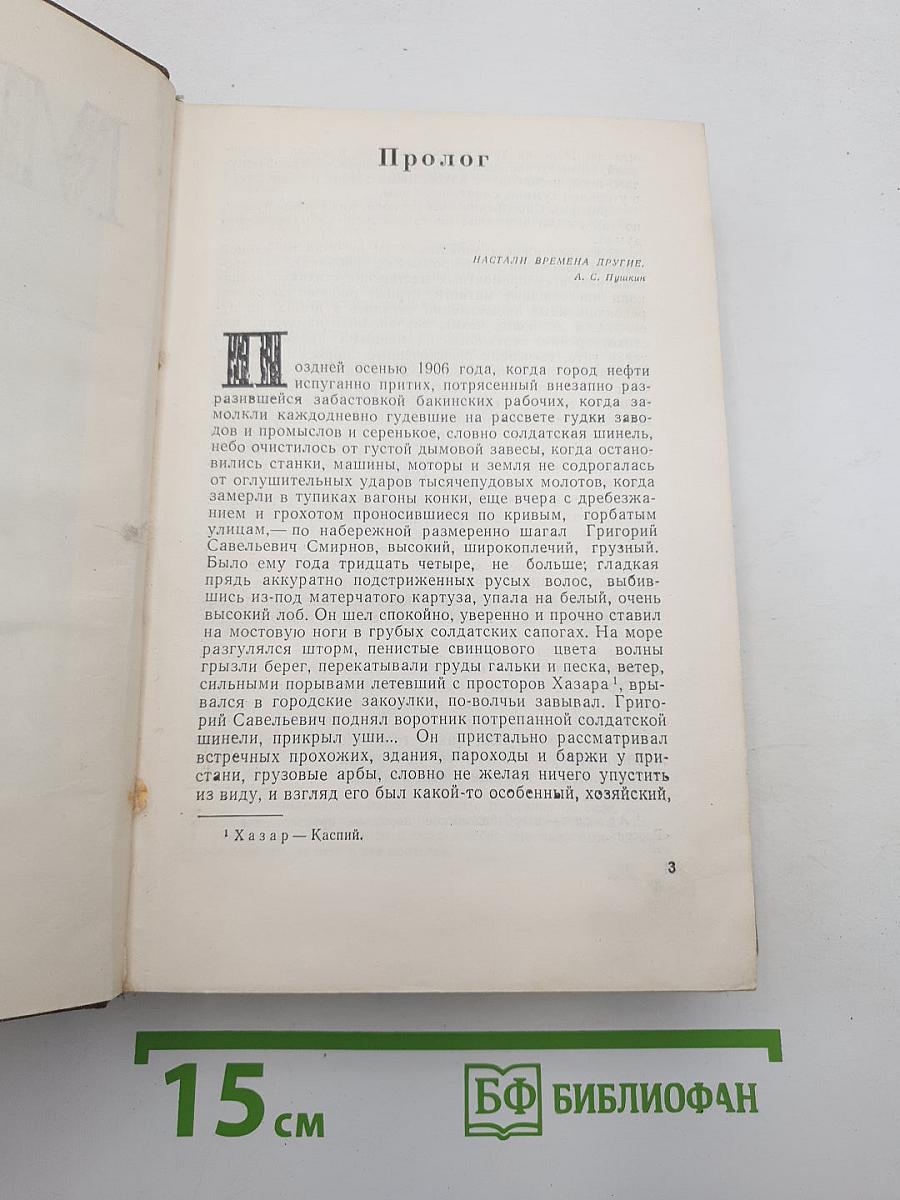 Пролог
НАСТАЛИ ВРЕМЕНА ДРУГИЕ.
А. С. Пушкин
Поздней осенью 1906 года, когда город нефти
испуганно притих, потрясенный внезапно раз-
разившейся забастовкой бакинских рабочих, когда за-
молкли каждодневно гудевшие на рассвете гудки заво-
дов и промыслов и серенькое, словно солдатская шинель,
небо очистилось от густой дымовой завесы, когда остано-
вились станки, машины, моторы и земля не содрогалась
от оглушительных ударов тысячепудовых молотов, когда
замерли в тупиках вагоны конки, еще вчера с дребезжа-
нием и грохотом проносившиеся по кривым, горбатым
улицам,— по набережной размеренно шагал Григорий
Савельевич Смирнов, высокий, широкоплечий, грузный.
Было ему года тридцать четыре, не больше; гладкая
прядь аккуратно подстриженных русых волос, выбив-
шись из-под матерчатого картуза, упала на белый, очень
высокий лоб. Он шел спокойно, уверенно и прочно ставил
на мостовую ноги в грубых солдатских сапогах. На море
разгулялся шторм, пенистые свинцового цвета волны
грызли берег, перекатывали груды гальки и песка, ветер,
сильными порывами летевший с просторов Хазара¹, вры-
вался в городские закоулки, по-волчьи завывал. Григо-
рий Савельевич поднял воротник потрепанной солдатской
шинели, прикрыл уши... Он пристально рассматривал
встречных прохожих, здания, пароходы и баржи у при-
стани, грузовые арбы, словно не желая ничего упустить
из виду, и взгляд его был какой-то особенный, хозяйский,
¹ Хазар — Каспий.
3
15 см
БФ БИБЛИОФАН